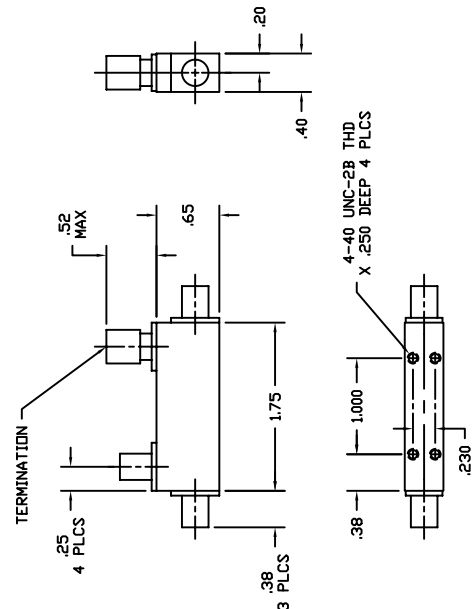 .20
.40
.52
MAX
.65
TERMINATION
4-40 UNC-2B THD
X .250 DEEP 4 PLCS
1.75
1.000
.25
4 PLCS
.38
3 PLCS
.38
.230